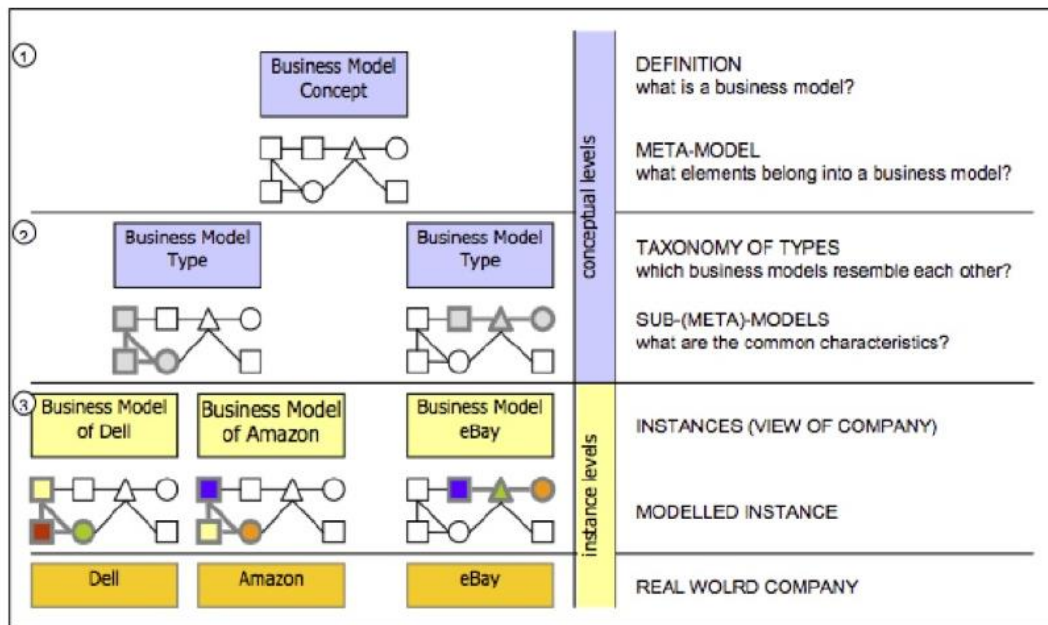 1
Business Model
Concept
DEFINITION
what is a business model?
META-MODEL
what elements belong into a business model?
conceptual levels
2
Business Model
Type
Business Model
Type
TAXONOMY OF TYPES
which business models resemble each other?
SUB-(META)-MODELS
what are the common characteristics?
3
Business Model
of Dell
Business Model
of Amazon
Business Model
eBay
INSTANCES (VIEW OF COMPANY)
instance levels
MODELLED INSTANCE
Dell
Amazon
eBay
REAL WOLRD COMPANY